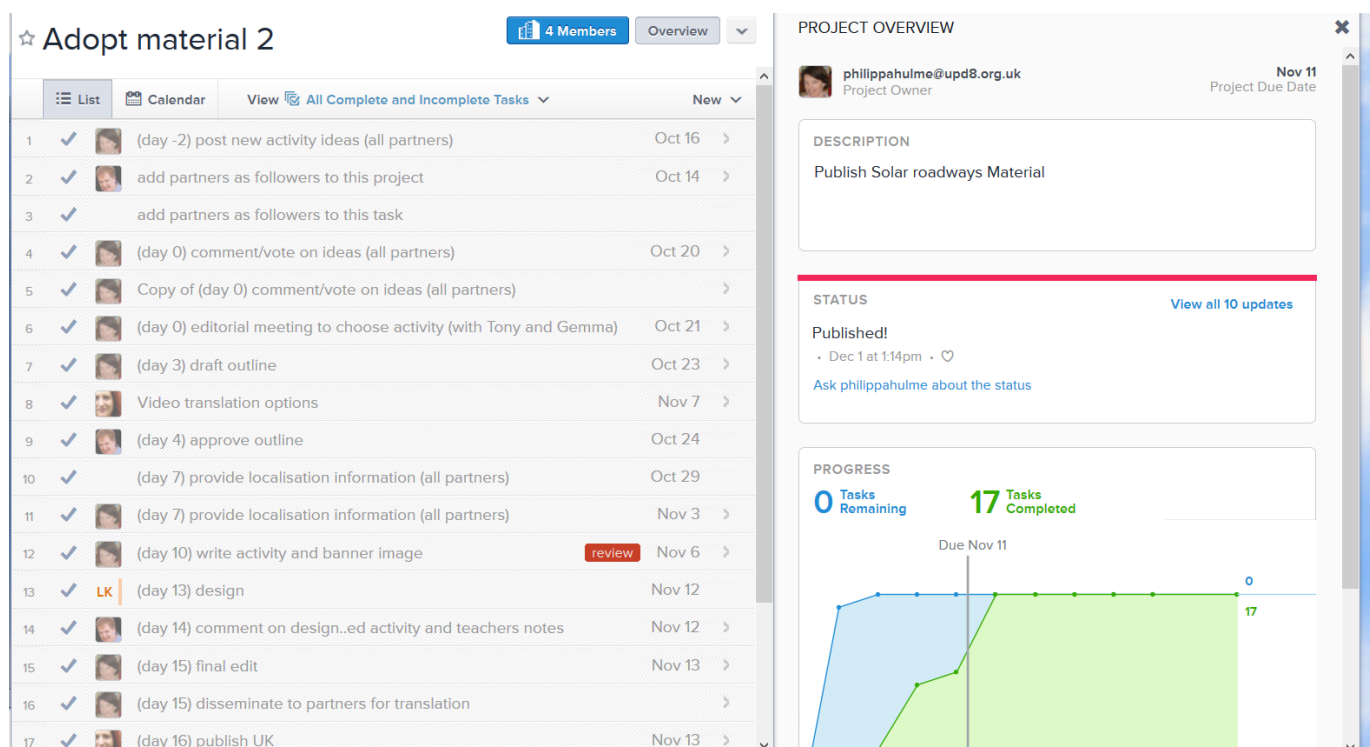 Adopt material 2
4 Members
Overview
List
Calendar
View All Complete and Incomplete Tasks
New
1 (day -2) post new activity ideas (all partners) Oct 16
2 add partners as followers to this project Oct 14
3 add partners as followers to this task
4 (day 0) comment/vote on ideas (all partners) Oct 20
5 Copy of (day 0) comment/vote on ideas (all partners)
6 (day 0) editorial meeting to choose activity (with Tony and Gemma) Oct 21
7 (day 3) draft outline Oct 23
8 Video translation options Nov 7
9 (day 4) approve outline Oct 24
10 (day 7) provide localisation information (all partners) Oct 29
11 (day 7) provide localisation information (all partners) Nov 3
12 (day 10) write activity and banner image review Nov 6
13 LK (day 13) design Nov 12
14 (day 14) comment on design..ed activity and teachers notes Nov 12
15 (day 15) final edit Nov 13
16 (day 15) disseminate to partners for translation
17 (day 16) publish UK Nov 13
PROJECT OVERVIEW
philippahulme@upd8.org.uk Nov 11
Project Owner Project Due Date
DESCRIPTION
Publish Solar roadways Material
STATUS
View all 10 updates
Published!
• Dec 1 at 1:14pm •
Ask philippahulme about the status
PROGRESS
0 Tasks Remaining
17 Tasks Completed
Due Nov 11
0
17